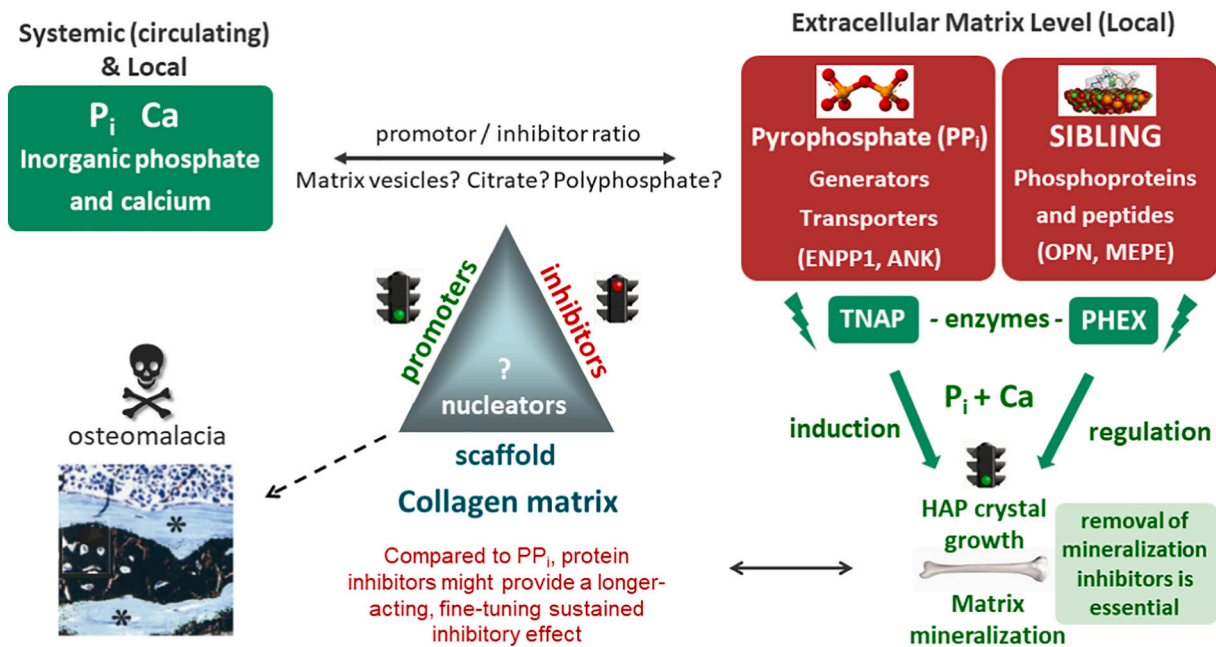 Systemic (circulating)
& Local
Pi Ca
Inorganic phosphate
and calcium
promotor / inhibitor ratio
Matrix vesicles? Citrate? Polyphosphate?
Extracellular Matrix Level (Local)
Pyrophosphate (PPi)
Generators
Transporters
(ENPP1, ANK)
SIBLING
Phosphoproteins
and peptides
(OPN, MEPE)
TNAP - enzymes - PHEX
promoters
inhibitors
?
nucleators
scaffold
Collagen matrix
osteomalacia
*
*
Compared to PPi, protein
inhibitors might provide a longer-
acting, fine-tuning sustained
inhibitory effect
Pi + Ca
induction
regulation
HAP crystal
growth
Matrix
mineralization
removal of
mineralization
inhibitors is
essential